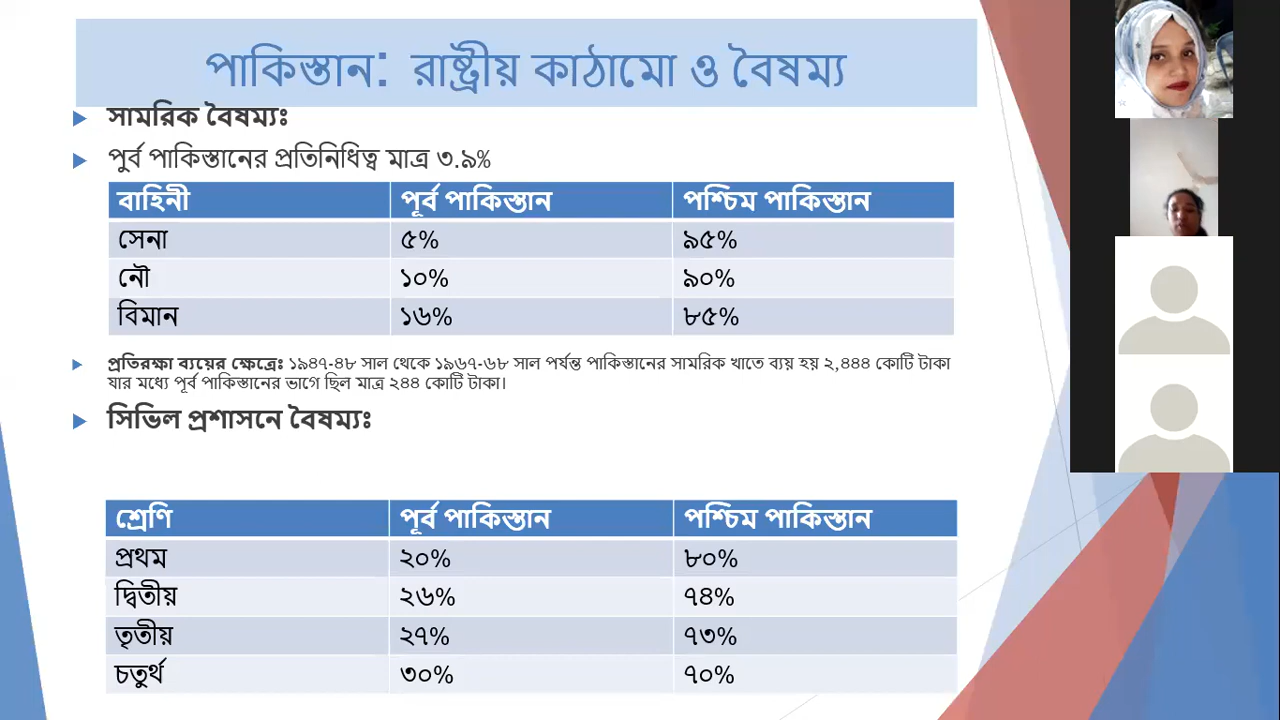 পাকিস্তান: রাষ্ট্রীয় কাঠামো ও বৈষম্য
সামরিক বৈষম্যঃ
পুর্ব পাকিস্তানের প্রতিনিধিত্ব মাত্র ৩.৯%
বাহিনী পূর্ব পাকিস্তান পশ্চিম পাকিস্তান
সেনা ৫% ৯৫%
নৌ ১০% ৯০%
বিমান ১৬% ৮৫%
প্রতিরক্ষা ব্যয়ের ক্ষেত্রেঃ ১৯৪৭-৪৮ সাল থেকে ১৯৬৭-৬৮ সাল পর্যন্ত পাকিস্তানের সামরিক খাতে ব্যয় হয় ২,৪৪৪ কোটি টাকা
যার মধ্যে পূর্ব পাকিস্তানের ভাগে ছিল মাত্র ২৪৪ কোটি টাকা।
সিভিল প্রশাসনে বৈষম্যঃ
শ্রেণি পূর্ব পাকিস্তান পশ্চিম পাকিস্তান
প্রথম ২০% ৮০%
দ্বিতীয় ২৬% ৭৪%
তৃতীয় ২৭% ৭৩%
চতুর্থ ৩০% ৭০%